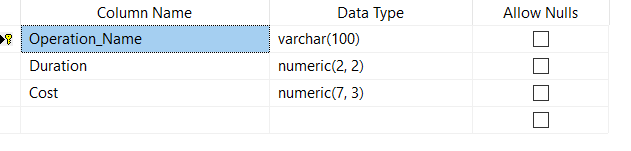 Column Name Data Type Allow Nulls
Operation_Name varchar(100)
Duration numeric(2, 2)
Cost numeric(7, 3)